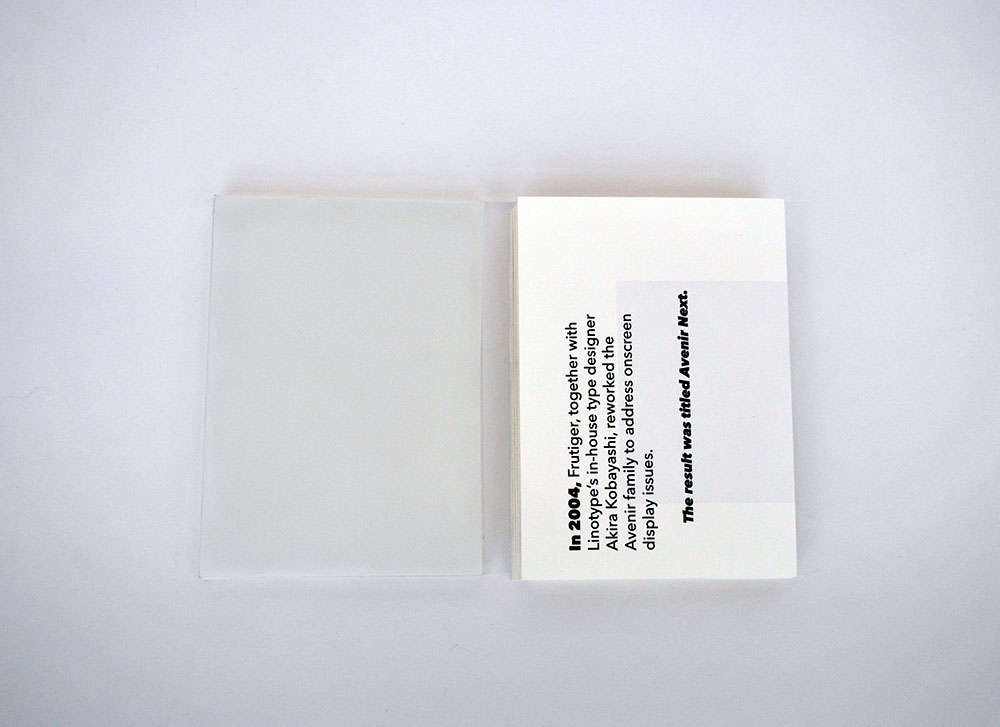 In 2004, Frutiger, together with
Linotype's in-house type designer
Akira Kobayashi, reworked the
Avenir family to address onscreen
display issues.
The result was titled Avenir Next.